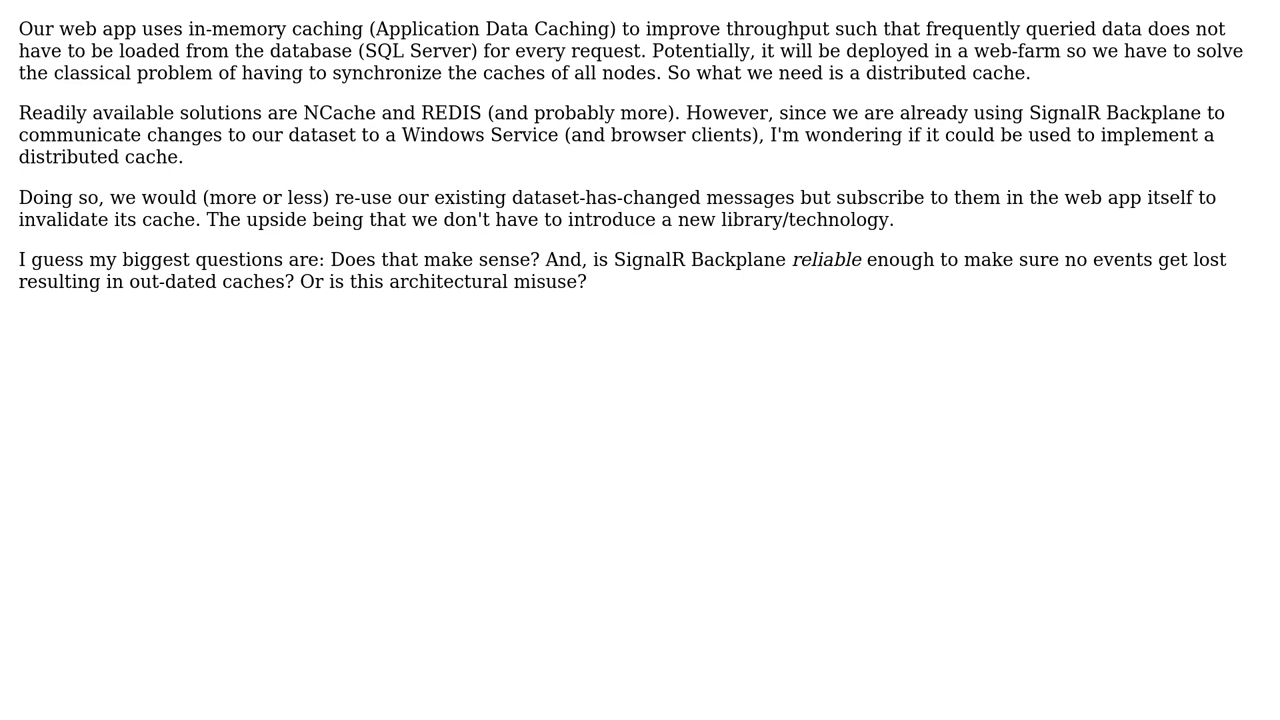 Our web app uses in-memory caching (Application Data Caching) to improve throughput such that frequently queried data does not
have to be loaded from the database (SQL Server) for every request. Potentially, it will be deployed in a web-farm so we have to solve
the classical problem of having to synchronize the caches of all nodes. So what we need is a distributed cache.
Readily available solutions are NCache and REDIS (and probably more). However, since we are already using SignalR Backplane to
communicate changes to our dataset to a Windows Service (and browser clients), I'm wondering if it could be used to implement a
distributed cache.
Doing so, we would (more or less) re-use our existing dataset-has-changed messages but subscribe to them in the web app itself to
invalidate its cache. The upside being that we don't have to introduce a new library/technology.
I guess my biggest questions are: Does that make sense? And, is SignalR Backplane reliable enough to make sure no events get lost
resulting in out-dated caches? Or is this architectural misuse?